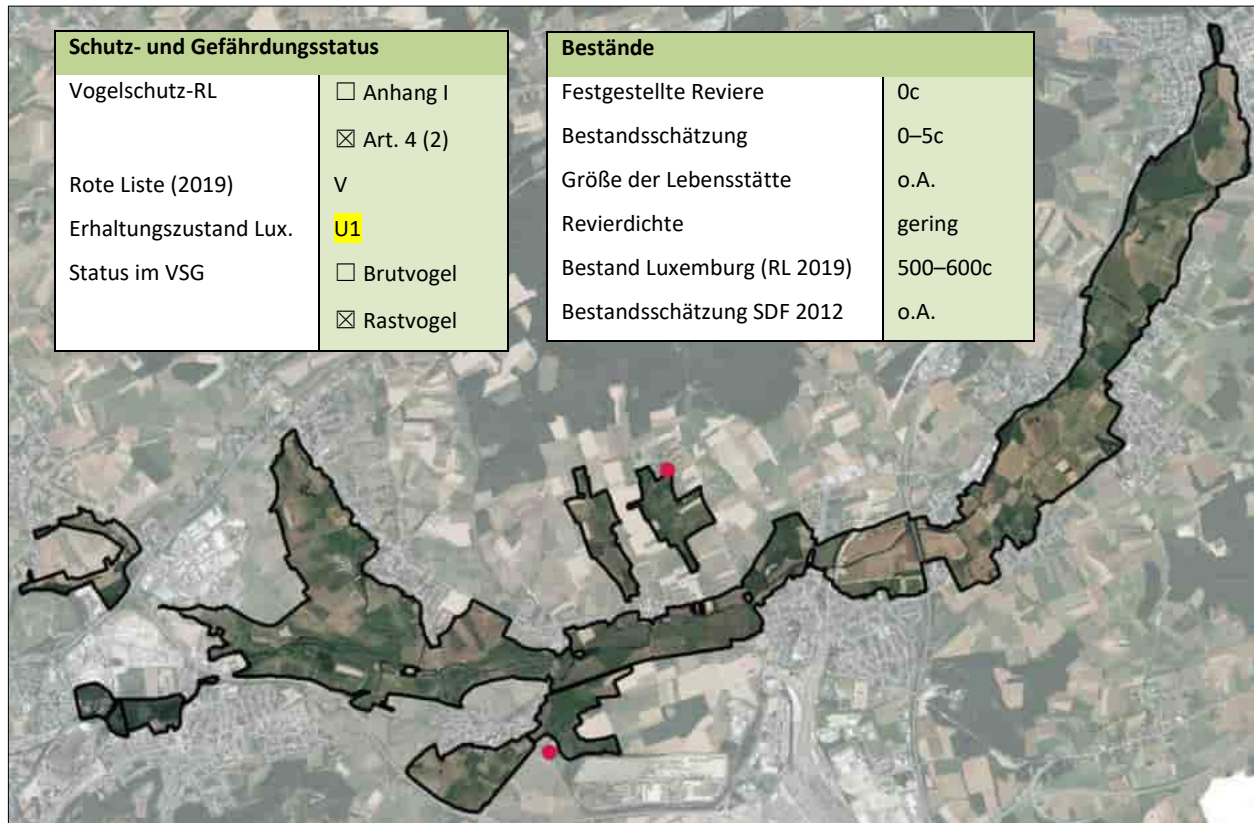 Schutz- und Gefährdungsstatus
Vogelschutz-RL ☐ Anhang I
☒ Art. 4 (2)
Rote Liste (2019) V
Erhaltungszustand Lux. U1
Status im VSG ☐ Brutvogel
☒ Rastvogel
Bestände
Festgestellte Reviere 0c
Bestandsschätzung 0–5c
Größe der Lebensstätte o.A.
Revierdichte gering
Bestand Luxemburg (RL 2019) 500–600c
Bestandsschätzung SDF 2012 o.A.